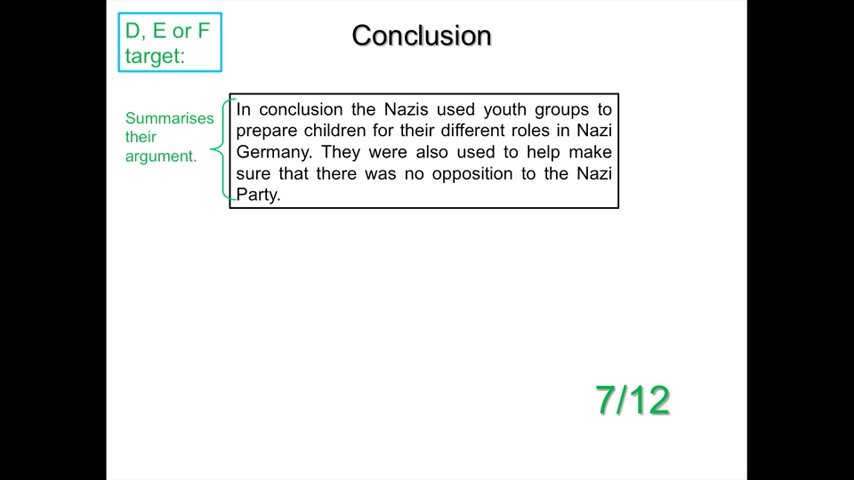 D, E or F
target:
Conclusion
Summarises
their
argument.
In conclusion the Nazis used youth groups to
prepare children for their different roles in Nazi
Germany. They were also used to help make
sure that there was no opposition to the Nazi
Party.
7/12